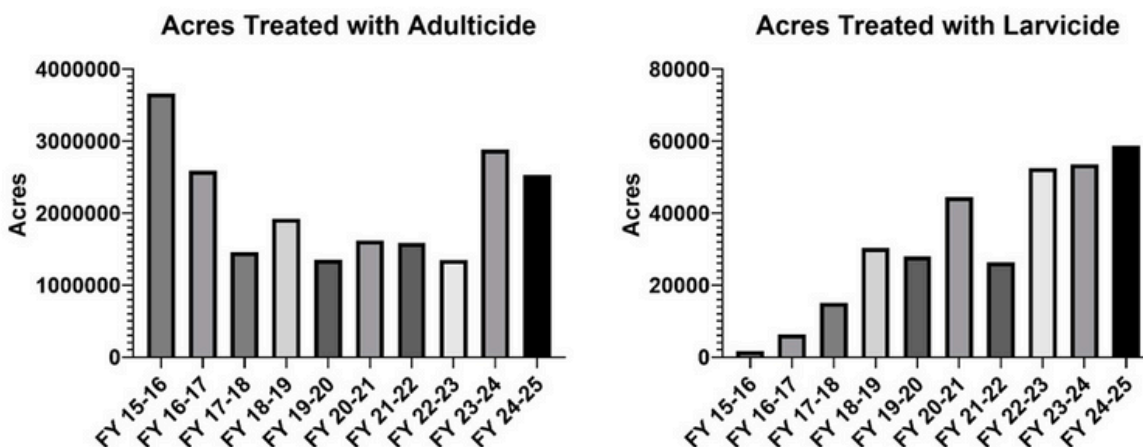 Acres Treated with Adulticide
Acres
4000000
3000000
2000000
1000000
0
FY 15-16
FY 16-17
FY 17-18
FY 18-19
FY 19-20
FY 20-21
FY 21-22
FY 22-23
FY 23-24
FY 24-25
Acres Treated with Larvicide
Acres
80000
60000
40000
20000
0
FY 15-16
FY 16-17
FY 17-18
FY 18-19
FY 19-20
FY 20-21
FY 21-22
FY 22-23
FY 23-24
FY 24-25